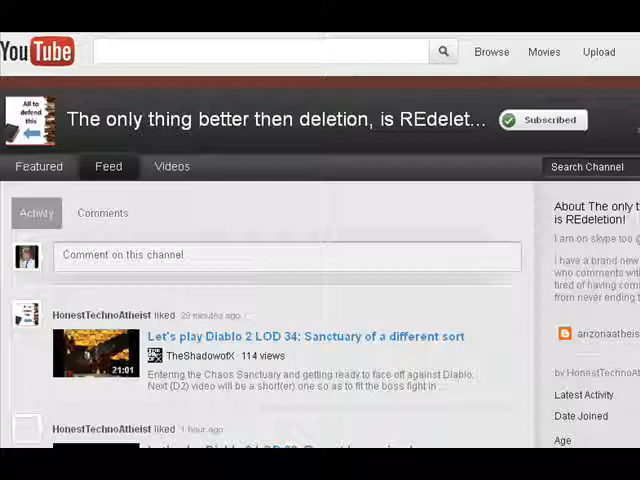 YouTube
Browse Movies Upload
All to
defend
this
The only thing better then deletion, is REdelet...
Subscribed
Featured Feed Videos
Search Channel
Activity Comments
Comment on this channel
HonestTechnoAtheist liked 29 minutes ago
Let's play Diablo 2 LOD 34: Sanctuary of a different sort
TheShadowofX 114 views
21:01
Entering the Chaos Sanctuary and getting ready to face off against Diablo.
Next (D2) video will be a short(er) one so as to fit the boss fight in ...
HonestTechnoAtheist liked 1 hour ago
About The only t
is REdeletion!
I am on skype too @
I have a brand new
who comments with
tired of having com
from never ending t
arizonaatheis
by HonestTechnoAt
Latest Activity
Date Joined
Age